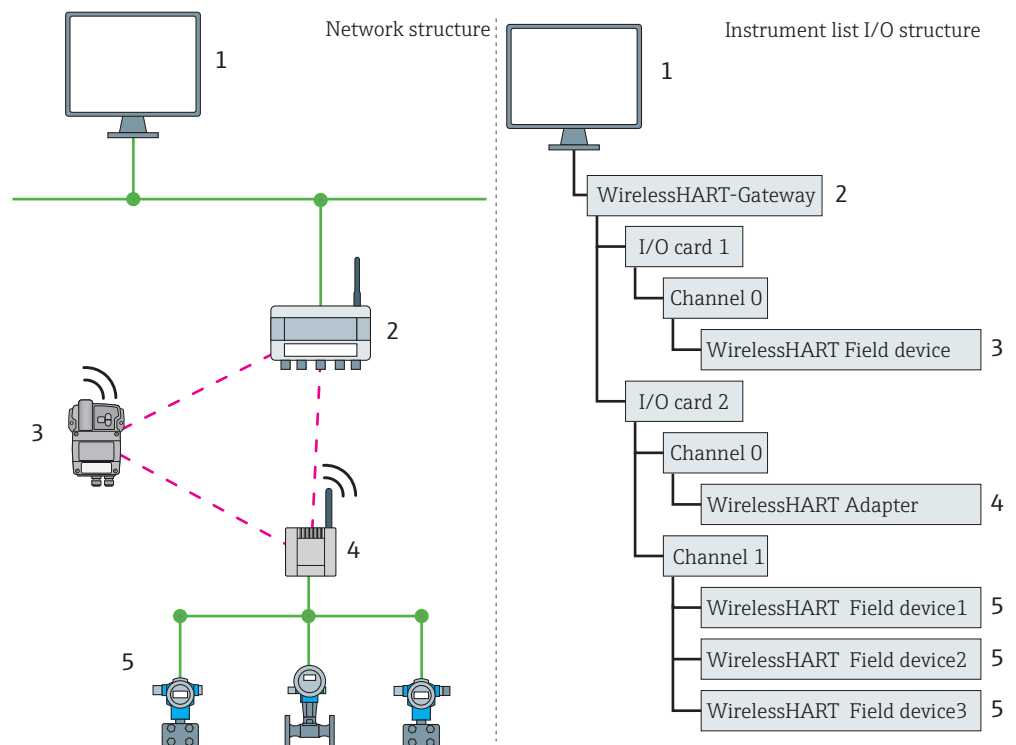 Network structure
1
2
3
4
5
Instrument list I/O structure
1
WirelessHART-Gateway 2
I/O card 1
Channel 0
WirelessHART Field device 3
I/O card 2
Channel 0
WirelessHART Adapter 4
Channel 1
WirelessHART Field device1 5
WirelessHART Field device2 5
WirelessHART Field device3 5